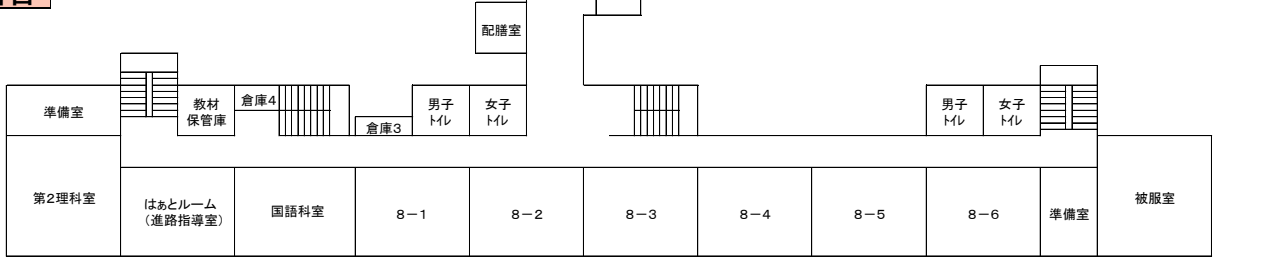 配膳室
準備室
教材
保管庫
倉庫4
倉庫3
男子
トイレ
女子
トイレ
男子
トイレ
女子
トイレ
第2理科室
はぁとルーム
（進路指導室）
国語科室
8－1
8－2
8－3
8－4
8－5
8－6
準備室
被服室